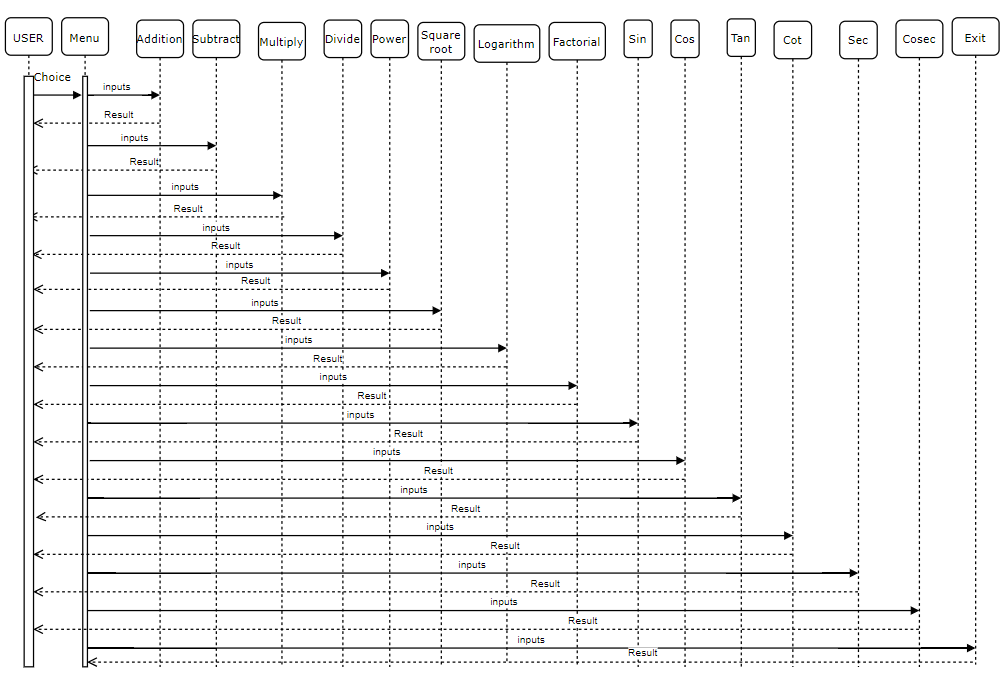 USER
Menu
Addition
Subtract
Multiply
Divide
Power
Square
root
Logarithm
Factorial
Sin
Cos
Tan
Cot
Sec
Cosec
Exit
Choice
inputs
Result
inputs
Result
inputs
Result
inputs
Result
inputs
Result
inputs
Result
inputs
Result
inputs
Result
inputs
Result
inputs
Result
inputs
Result
inputs
Result
inputs
Result
inputs
Result
inputs
Result